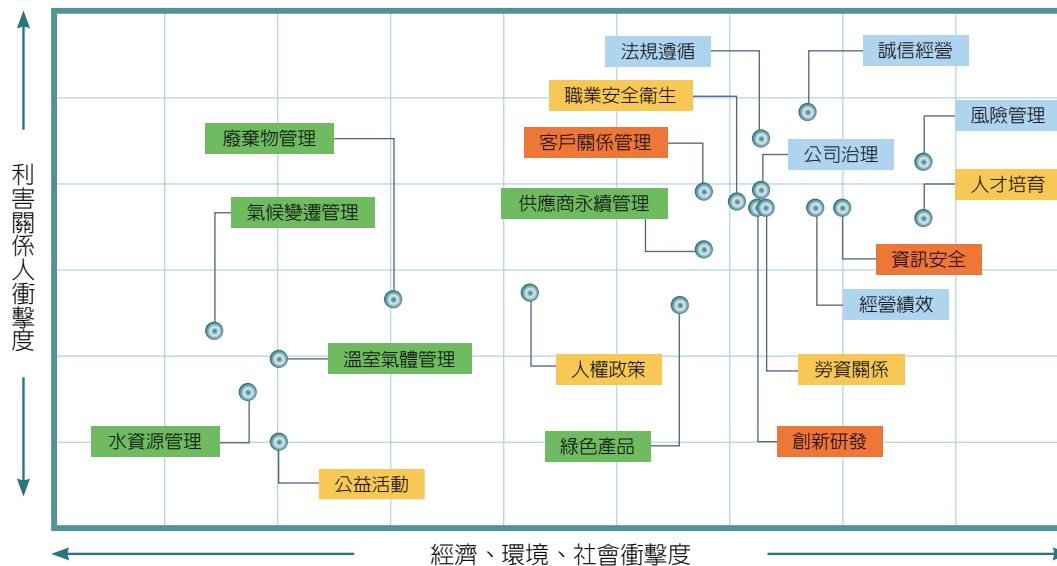 法規遵循
誠信經營
職業安全衛生
風險管理
廢棄物管理
客戶關係管理
公司治理
人才培育
供應商永續管理
氣候變遷管理
資訊安全
經營績效
溫室氣體管理
人權政策
勞資關係
水資源管理
綠色產品
創新研發
公益活動
利害關係人衝擊度
經濟、環境、社會衝擊度